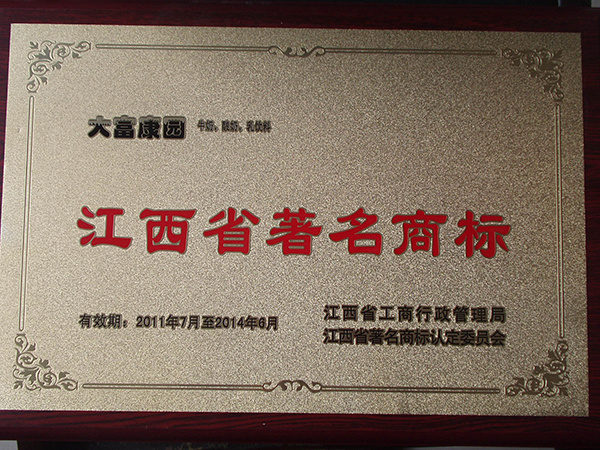 大富康园 牛奶、酸奶、乳饮料
江西省著名商标
有效期：2011年7月至2014年6月
江西省工商行政管理局
江西省著名商标认定委员会